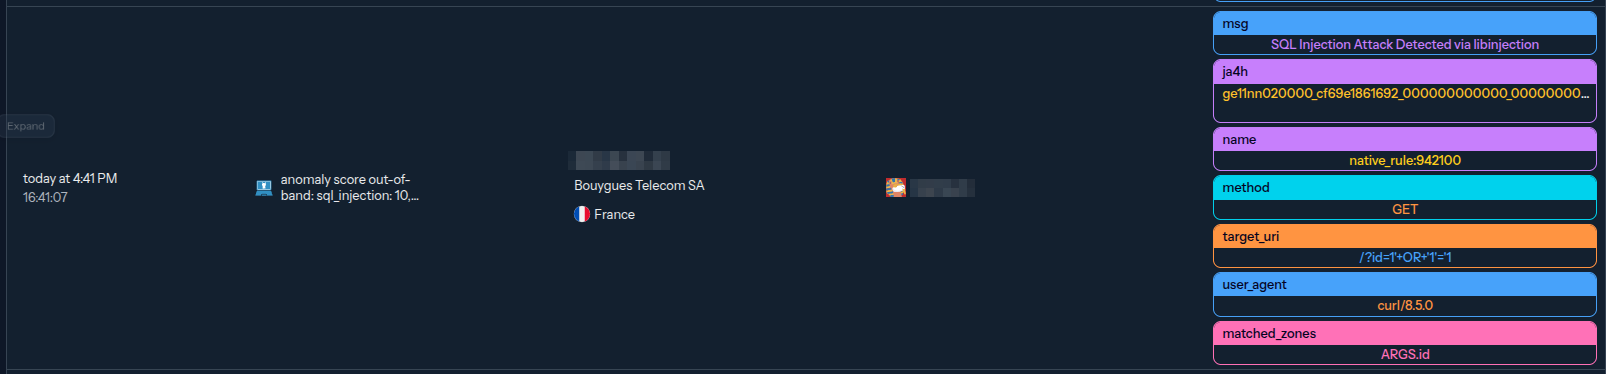 Expand
today at 4:41 PM
16:41:07
anomaly score out-of-
band: sql_injection: 10,...
Bouygues Telecom SA
France
msg
SQL Injection Attack Detected via libinjection
ja4h
ge11nn020000_cf69e1861692_000000000000_00000000...
name
native_rule:942100
method
GET
target_uri
/?id=1'+OR+'1'='1
user_agent
curl/8.5.0
matched_zones
ARGS.id